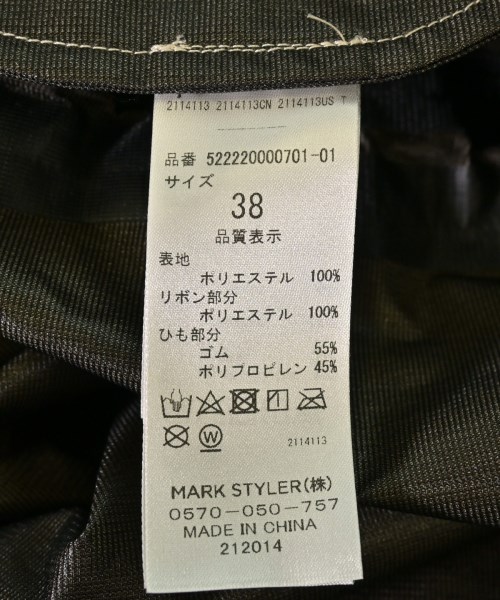 2114113 2114113CN 2114113US T
品番 522220000701-01
サイズ
38
品質表示
表地
ポリエステル 100%
リボン部分
ポリエステル 100%
ひも部分
ゴム 55%
ポリプロピレン 45%
W
2114113
MARK STYLER(株)
0570-050-757
MADE IN CHINA
212014